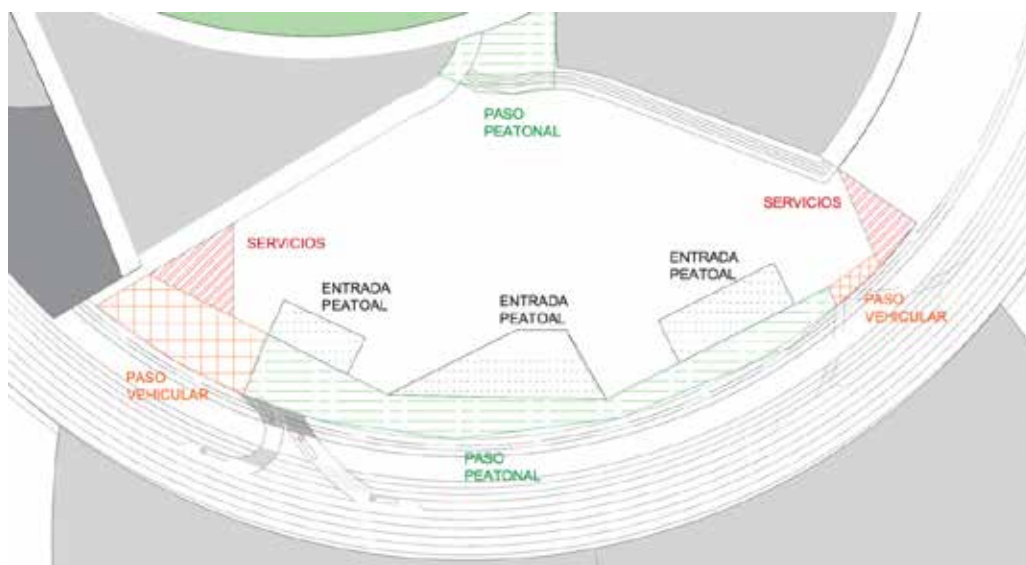 PASO
PEATONAL
SERVICIOS
SERVICIOS
ENTRADA
PEATOAL
ENTRADA
PEATOAL
ENTRADA
PEATOAL
PASO
VEHICULAR
PASO
VEHICULAR
PASO
PEATONAL